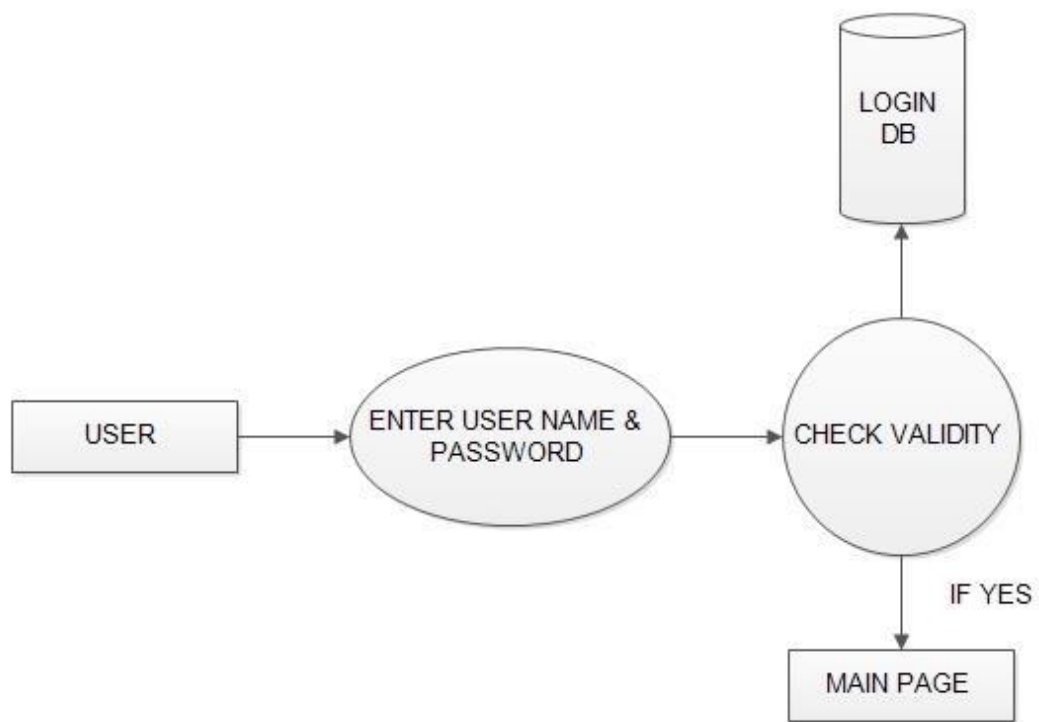 LOGIN
DB
USER
ENTER USER NAME &
PASSWORD
CHECK VALIDITY
IF YES
MAIN PAGE